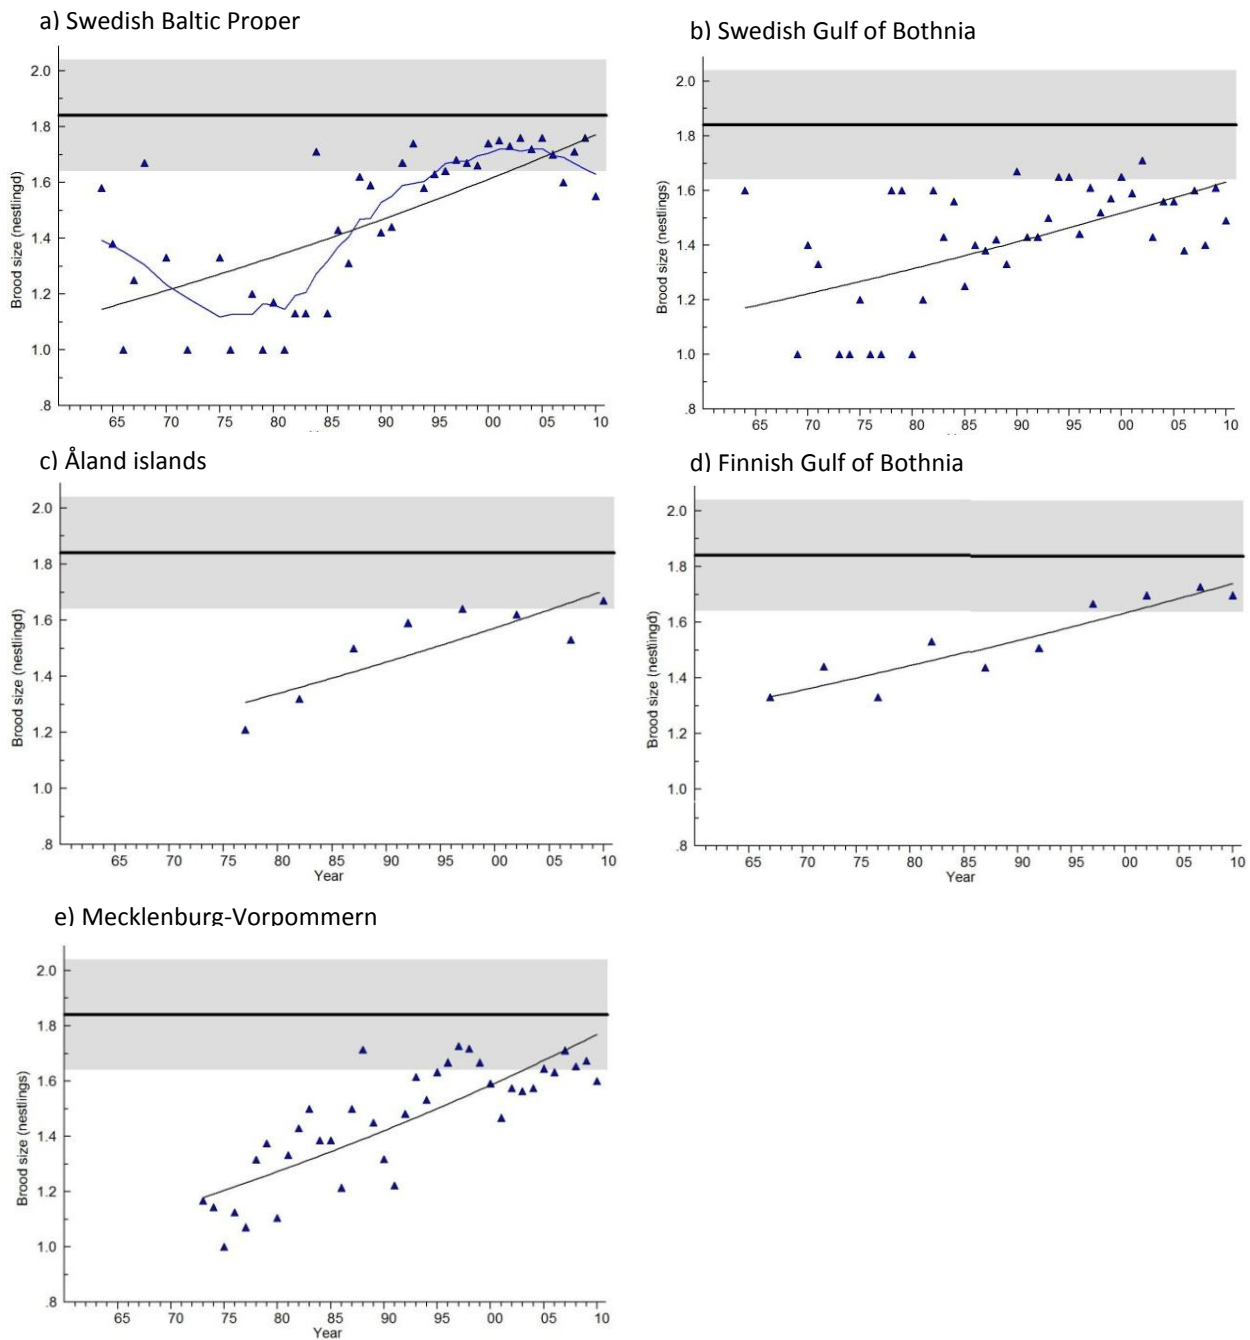 a) Swedish Baltic Proper
b) Swedish Gulf of Bothnia
2.0
1.8
1.6
1.4
1.2
1.0
.8
Brood size (nestlingd)
65 70 75 80 85 90 95 00 05 10
2.0
1.8
1.6
1.4
1.2
1.0
.8
Brood size (nestlings)
65 70 75 80 85 90 95 00 05 10
c) Åland islands
d) Finnish Gulf of Bothnia
2.0
1.8
1.6
1.4
1.2
1.0
.8
Brood size (nestlingd)
65 70 75 80 85 90 95 00 05 10
Year
2.0
1.8
1.6
1.4
1.2
1.0
.8
Brood size (nestlingd)
65 70 75 80 85 90 95 00 05 10
Year
e) Mecklenburg-Vorpommern
2.0
1.8
1.6
1.4
1.2
1.0
.8
Brood size (nestlings)
65 70 75 80 85 90 95 00 05 10
Year